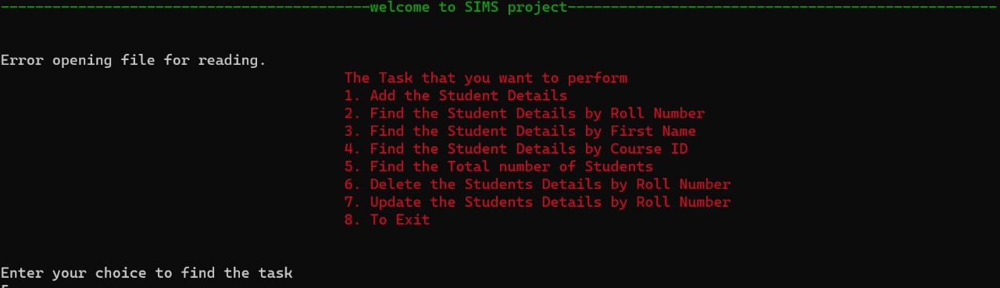 ------------------------------------------welcome to SIMS project--------------------------------------------------
Error opening file for reading.
The Task that you want to perform
1. Add the Student Details
2. Find the Student Details by Roll Number
3. Find the Student Details by First Name
4. Find the Student Details by Course ID
5. Find the Total number of Students
6. Delete the Students Details by Roll Number
7. Update the Students Details by Roll Number
8. To Exit
Enter your choice to find the task